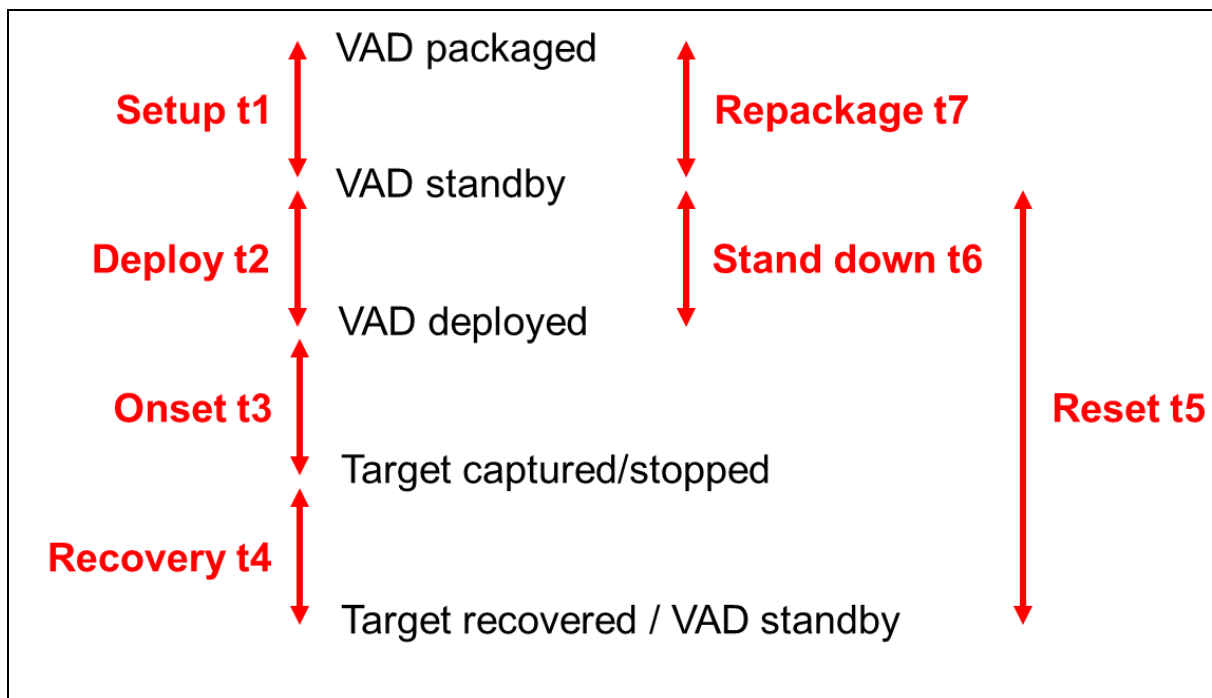 VAD packaged
Setup t1
Repackage t7
VAD standby
Deploy t2
Stand down t6
VAD deployed
Onset t3
Reset t5
Target captured/stopped
Recovery t4
Target recovered / VAD standby